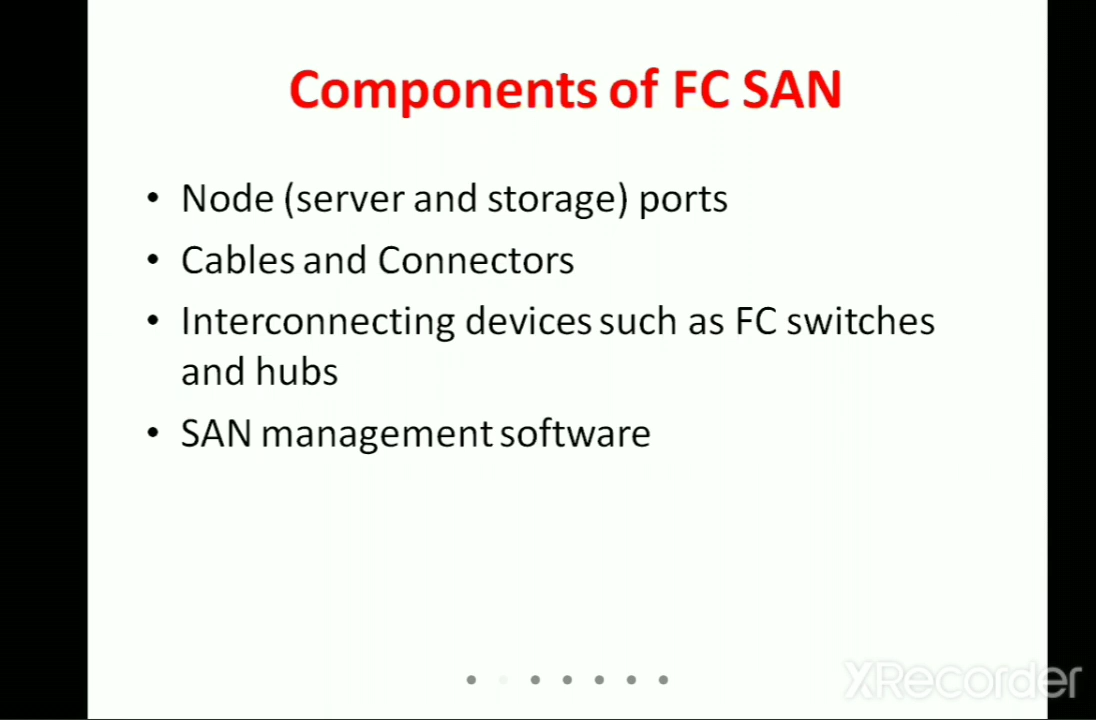 Components of FC SAN
• Node (server and storage) ports
• Cables and Connectors
• Interconnecting devices such as FC switches
and hubs
• SAN management software
XRecorder